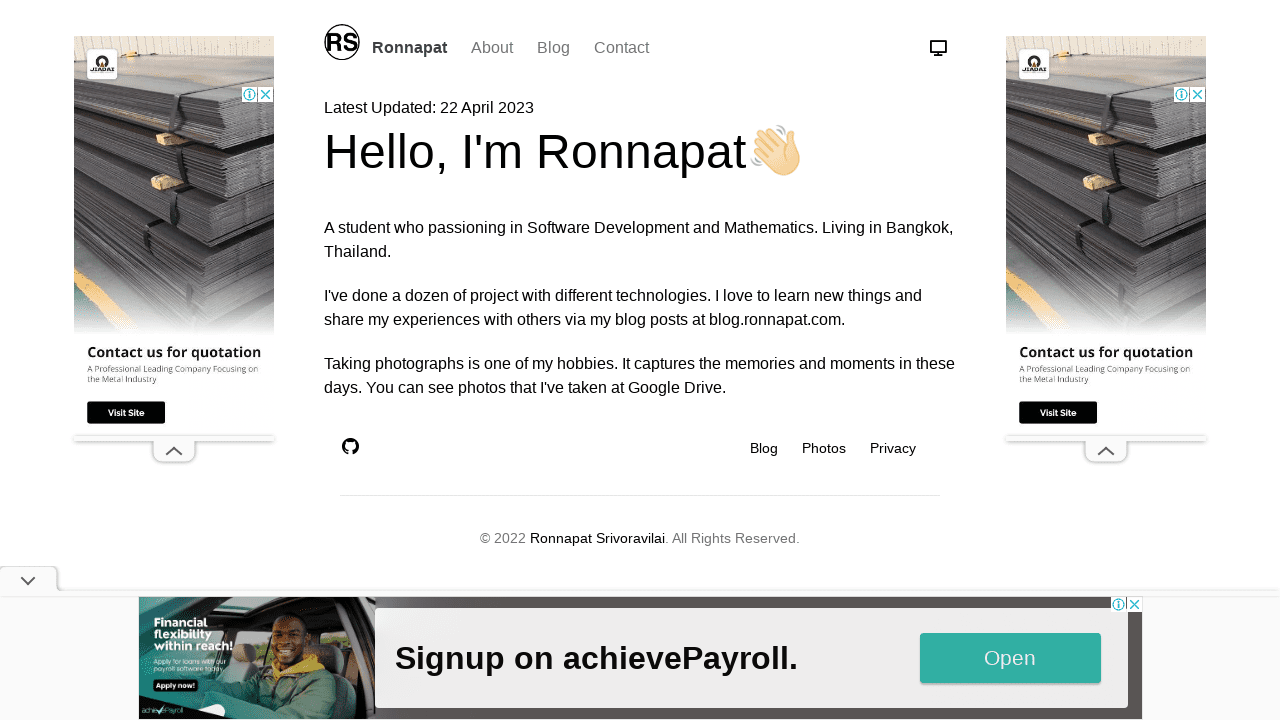 RS
Ronnapat
About
Blog
Contact
Latest Updated: 22 April 2023
Hello, I'm Ronnapat👋
A student who passioning in Software Development and Mathematics. Living in Bangkok,
Thailand.
I've done a dozen of project with different technologies. I love to learn new things and
share my experiences with others via my blog posts at blog.ronnapat.com.
Taking photographs is one of my hobbies. It captures the memories and moments in these
days. You can see photos that I've taken at Google Drive.
Blog
Photos
Privacy
© 2022 Ronnapat Srivoravilai. All Rights Reserved.
JIADAI
Contact us for quotation
A Professional Leading Company Focusing on
the Metal Industry
Visit Site
JIADAI
Contact us for quotation
A Professional Leading Company Focusing on
the Metal Industry
Visit Site
Financial
flexibility
within reach!
Apply for loans with our
payroll software today
Apply now!
achievePayroll
Signup on achievePayroll.
Open